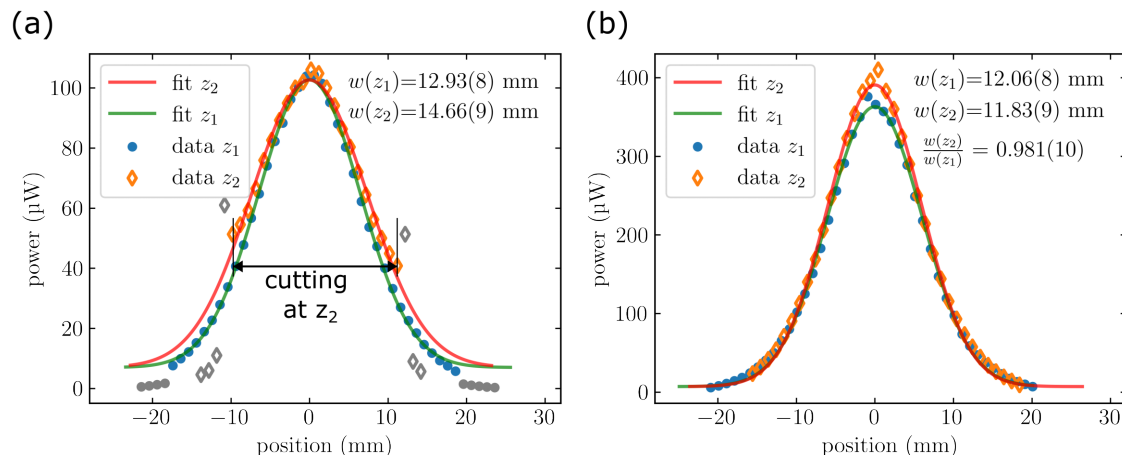 (a)
fit z₂
fit z₁
data z₁
data z₂
w(z₁)=12.93(8) mm
w(z₂)=14.66(9) mm
cutting
at z₂
100
80
60
40
20
0
power (µW)
−20 −10 0 10 20 30
position (mm)
(b)
fit z₂
fit z₁
data z₁
data z₂
w(z₁)=12.06(8) mm
w(z₂)=11.83(9) mm
w(z₂)/w(z₁) = 0.981(10)
400
300
200
100
0
power (µW)
−20 −10 0 10 20 30
position (mm)